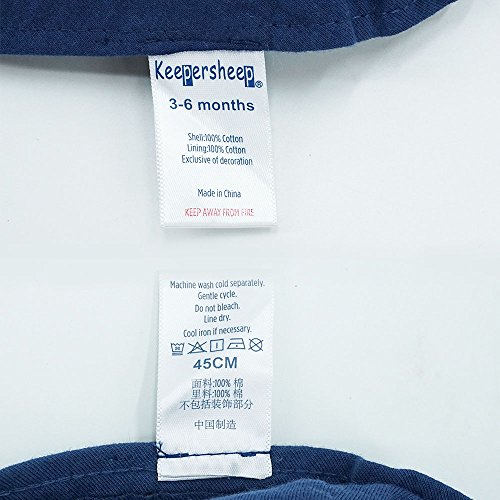 Keepersheep®
3-6 months
Shell:100% Cotton
Lining:100% Cotton
Exclusive of decoration
Made in China
KEEP AWAY FROM FIRE
Machine wash cold separately.
Gentle cycle.
Do not bleach.
Line dry.
Cool iron if necessary.
45CM
面料:100% 棉
里料:100% 棉
不包括装饰部分
中国制造